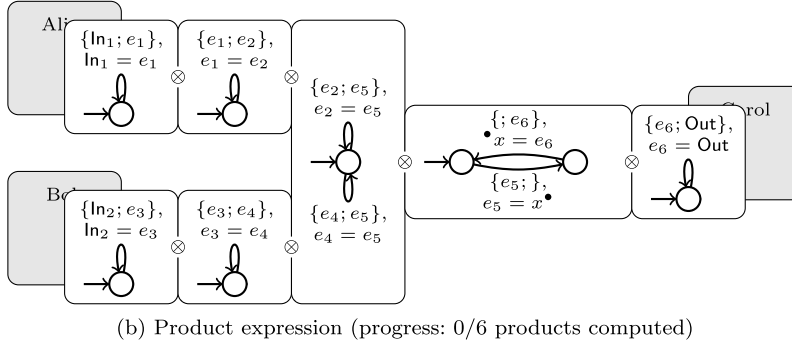 Ali
{In₁; e₁},
In₁ = e₁
⊗
{e₁; e₂},
e₁ = e₂
⊗
{In₂; e₃},
In₂ = e₃
⊗
{e₃; e₄},
e₃ = e₄
⊗
{e₂; e₅},
e₂ = e₅
{e₄; e₅},
e₄ = e₅
⊗
{; e₆},
•x = e₆
{e₅; },
e₅ = x•
⊗
{e₆; Out},
e₆ = Out
(b) Product expression (progress: 0/6 products computed)